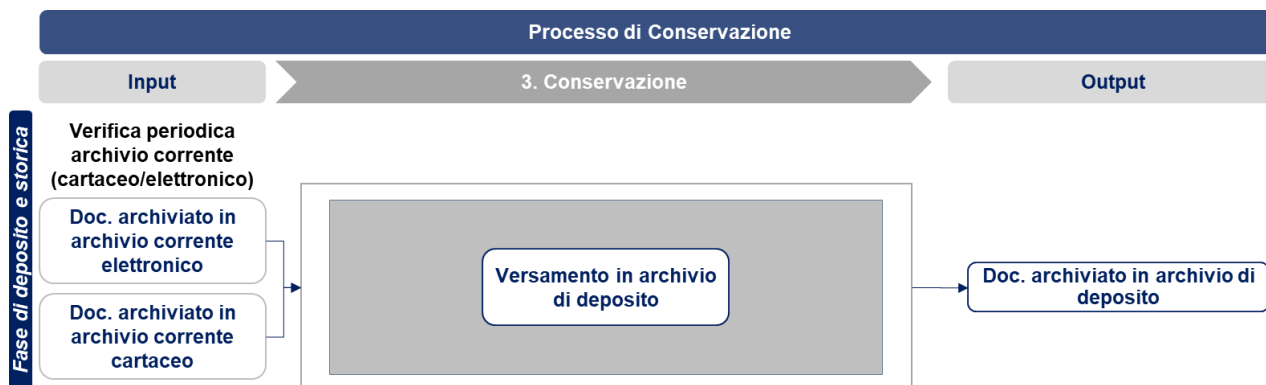 Processo di Conservazione
Input
3. Conservazione
Output
Fase di deposito e storica
Verifica periodica
archivio corrente
(cartaceo/elettronico)
Doc. archiviato in
archivio corrente
elettronico
Doc. archiviato in
archivio corrente
cartaceo
Versamento in archivio
di deposito
Doc. archiviato in archivio di
deposito